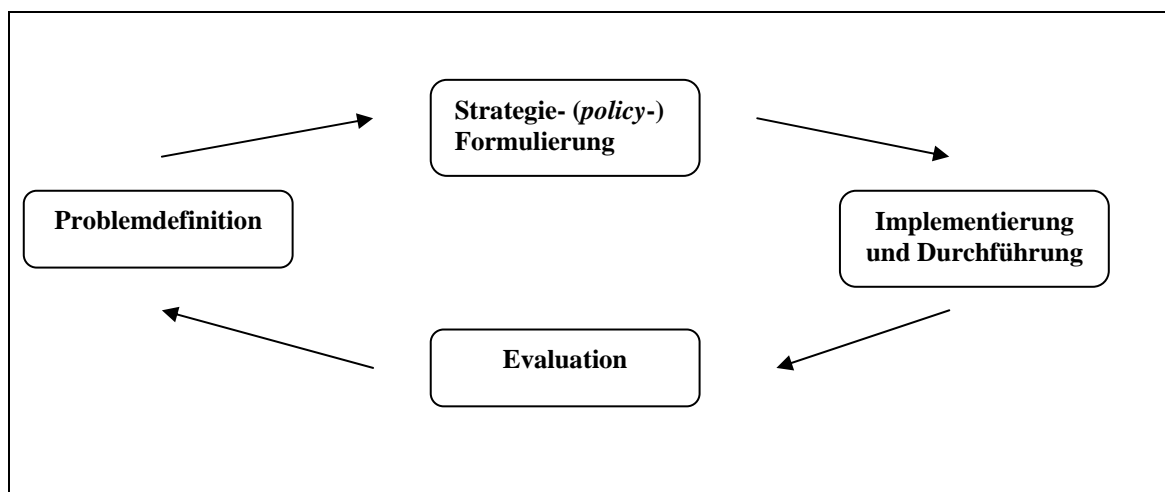 Strategie- (policy-)
Formulierung
Problemdefinition
Implementierung
und Durchführung
Evaluation